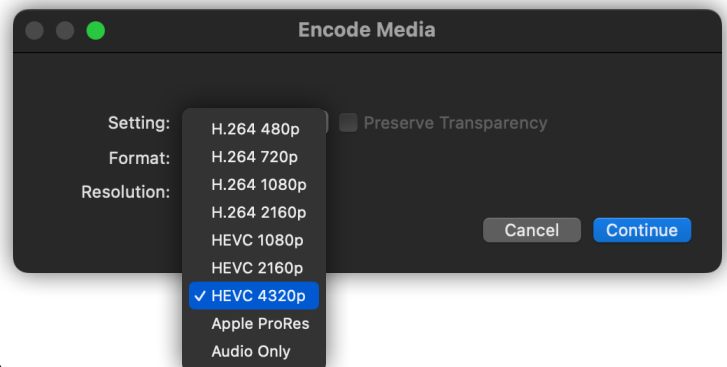 Encode Media
Setting:
Preserve Transparency
Format:
Resolution:
H.264 480p
H.264 720p
H.264 1080p
H.264 2160p
HEVC 1080p
HEVC 2160p
✓ HEVC 4320p
Apple ProRes
Audio Only
Cancel
Continue